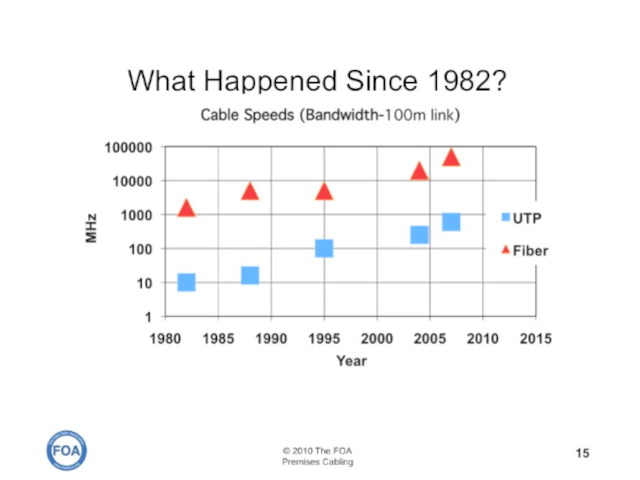 What Happened Since 1982?
Cable Speeds (Bandwidth-100m link)
100000
10000
1000
100
10
1
MHz
1980 1985 1990 1995 2000 2005 2010 2015
Year
UTP
Fiber
FOA
© 2010 The FOA
Premises Cabling
15